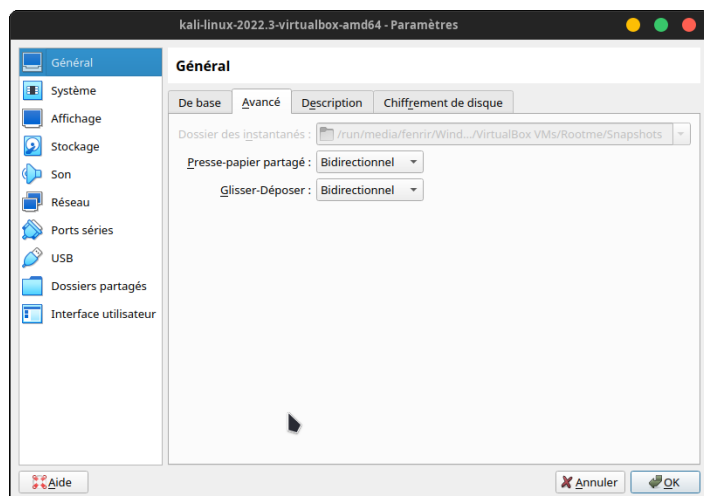 kali-linux-2022.3-virtualbox-amd64 - Paramètres
Général
Système
Affichage
Stockage
Son
Réseau
Ports séries
USB
Dossiers partagés
Interface utilisateur
Général
De base Avancé Description Chiffrement de disque
Dossier des instantanés : /run/media/fenrir/Wind.../VirtualBox VMs/Rootme/Snapshots
Presse-papier partagé : Bidirectionnel
Glisser-Déposer : Bidirectionnel
Aide Annuler OK